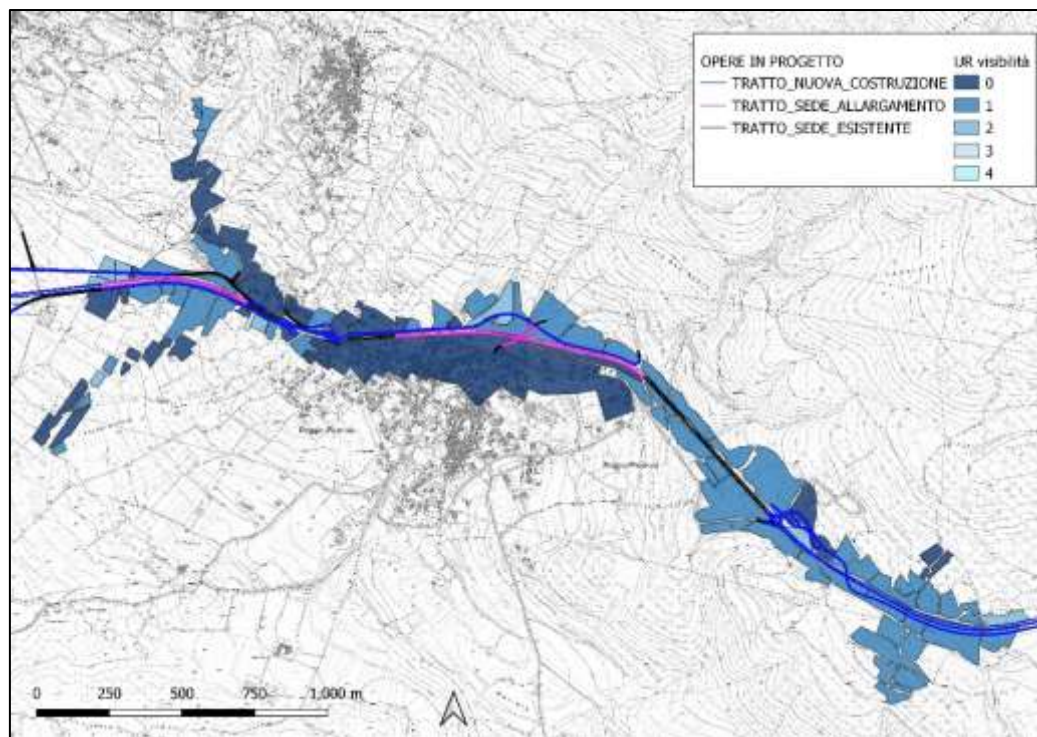 OPERE IN PROGETTO
TRATTO_NUOVA_COSTRUZIONE
TRATTO_SEDE_ALLARGAMENTO
TRATTO_SEDE_ESISTENTE
UR visibilità
0
1
2
3
4
0 250 500 750 1.000 m